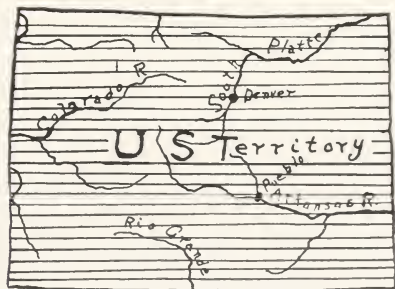 Platte
South
Colorado R
Denver
U S Territory
Pueblo
Arkansas R.
Rio Grande